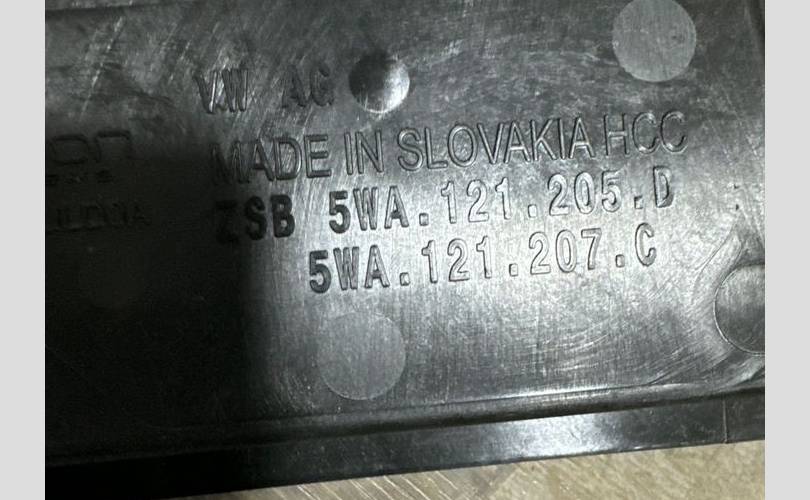 VW AG
MADE IN SLOVAKIA HCC
ZSB 5WA.121.205.D
5WA.121.207.C